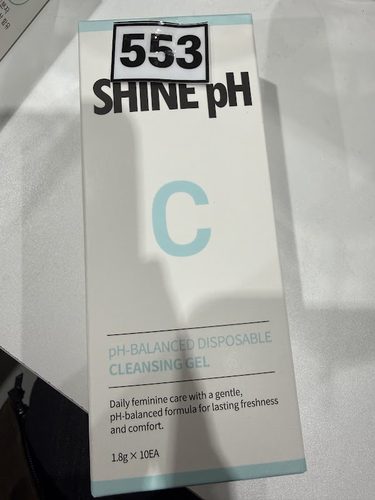 553
SHINE pH
C
pH-BALANCED DISPOSABLE
CLEANSING GEL
Daily feminine care with a gentle,
pH-balanced formula for lasting freshness
and comfort.
1.8g × 10EA